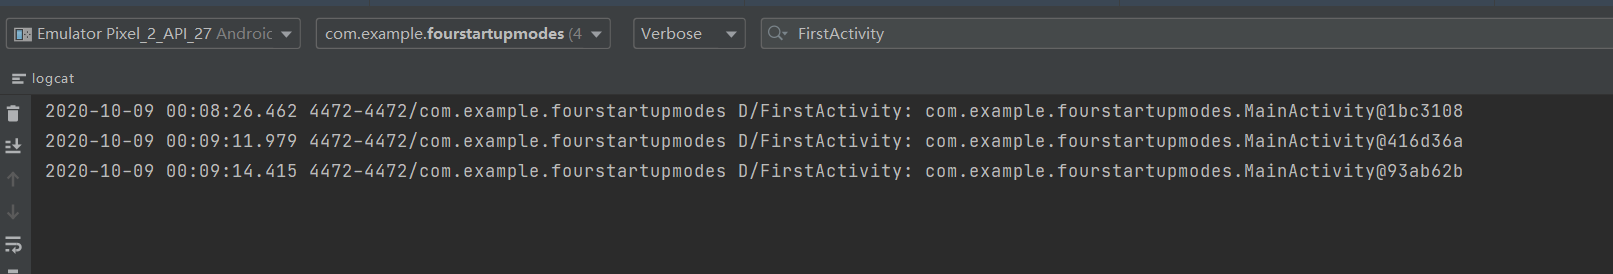 Emulator Pixel_2_API_27 Android com.example.fourstartupmodes (4 Verbose FirstActivity
logcat
2020-10-09 00:08:26.462 4472-4472/com.example.fourstartupmodes D/FirstActivity: com.example.fourstartupmodes.MainActivity@1bc3108
2020-10-09 00:09:11.979 4472-4472/com.example.fourstartupmodes D/FirstActivity: com.example.fourstartupmodes.MainActivity@416d36a
2020-10-09 00:09:14.415 4472-4472/com.example.fourstartupmodes D/FirstActivity: com.example.fourstartupmodes.MainActivity@93ab62b